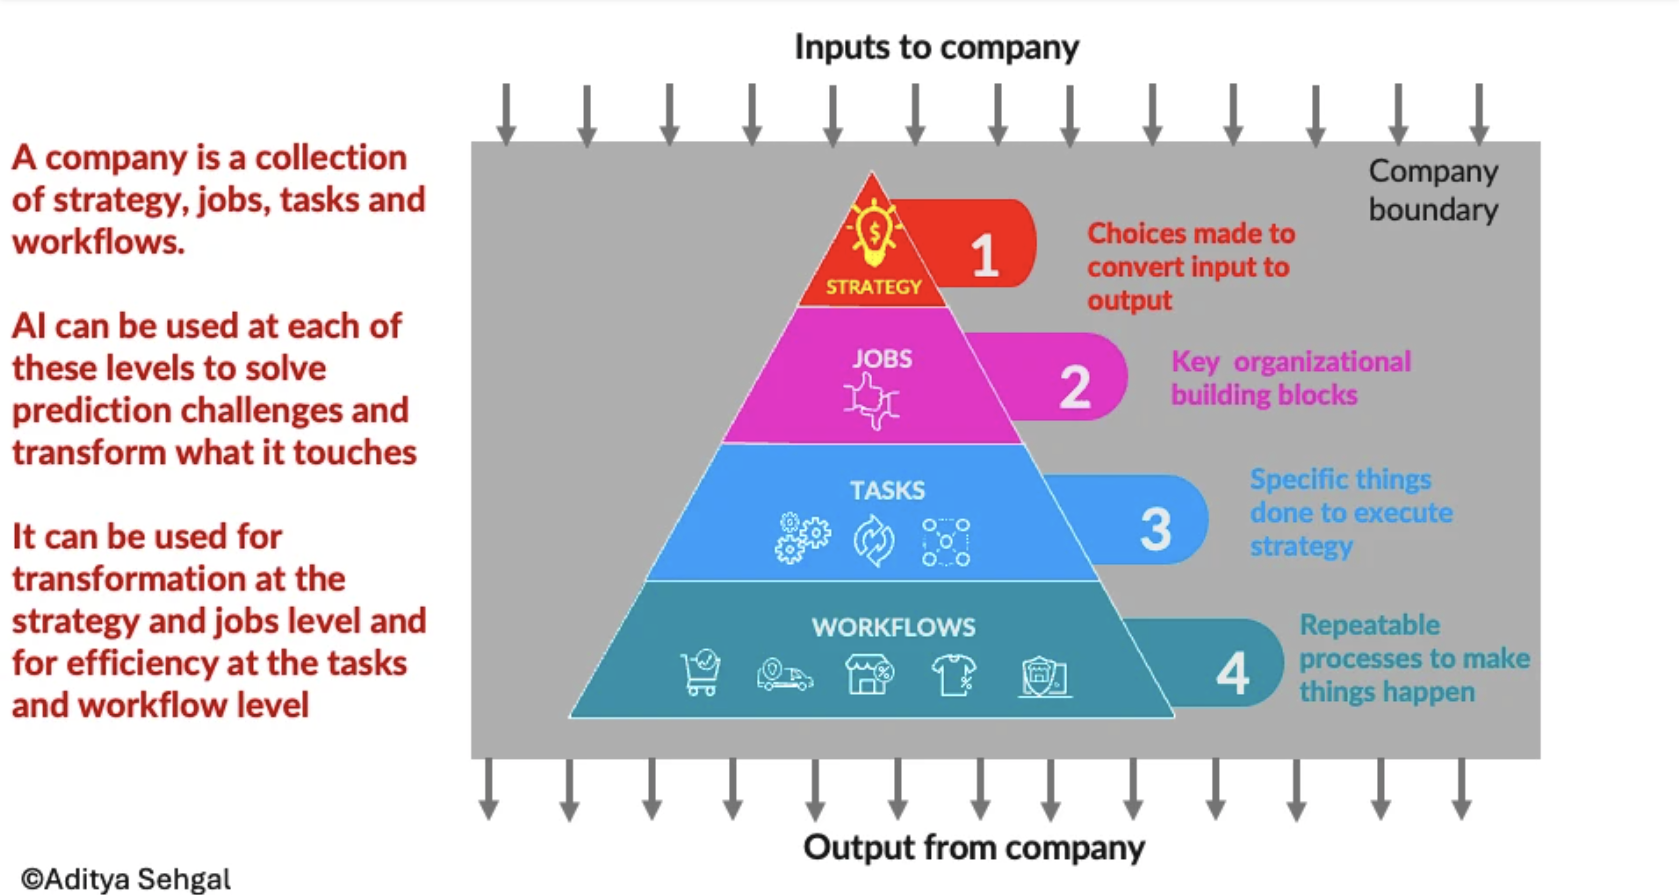 Inputs to company
A company is a collection
of strategy, jobs, tasks and
workflows.
AI can be used at each of
these levels to solve
prediction challenges and
transform what it touches
It can be used for
transformation at the
strategy and jobs level and
for efficiency at the tasks
and workflow level
Company
boundary
$
STRATEGY
1
Choices made to
convert input to
output
JOBS
2
Key organizational
building blocks
TASKS
3
Specific things
done to execute
strategy
WORKFLOWS
%
%
4
Repeatable
processes to make
things happen
Output from company
©Aditya Sehgal